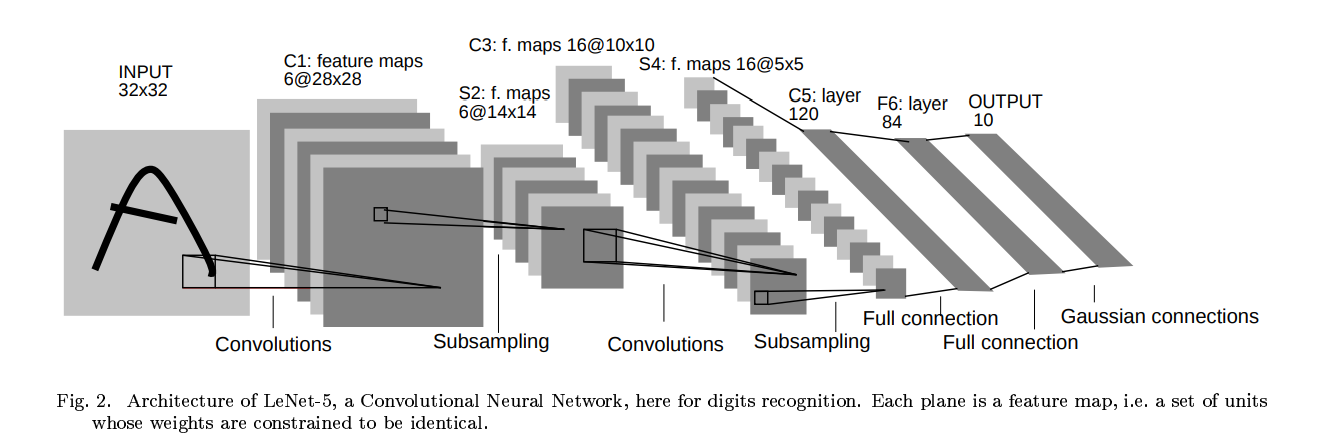 INPUT
32x32
C1: feature maps
6@28x28
C3: f. maps 16@10x10
S2: f. maps
6@14x14
S4: f. maps 16@5x5
C5: layer
120
F6: layer
84
OUTPUT
10
Convolutions
Subsampling
Convolutions
Subsampling
Full connection
Full connection
Gaussian connections
Fig. 2. Architecture of LeNet-5, a Convolutional Neural Network, here for digits recognition. Each plane is a feature map, i.e. a set of units
whose weights are constrained to be identical.